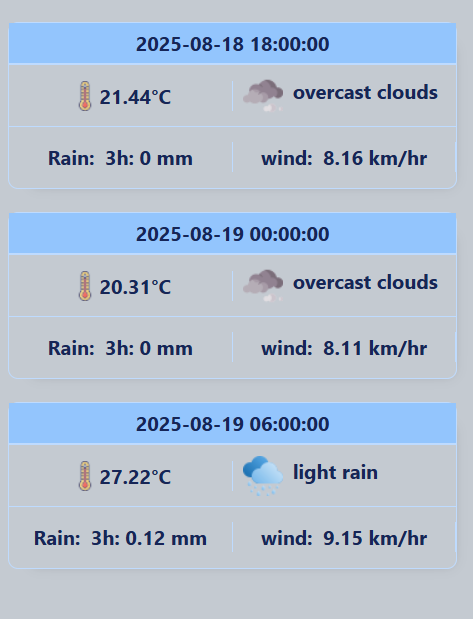 2025-08-18 18:00:00
21.44°C overcast clouds
Rain: 3h: 0 mm wind: 8.16 km/hr
2025-08-19 00:00:00
20.31°C overcast clouds
Rain: 3h: 0 mm wind: 8.11 km/hr
2025-08-19 06:00:00
27.22°C light rain
Rain: 3h: 0.12 mm wind: 9.15 km/hr